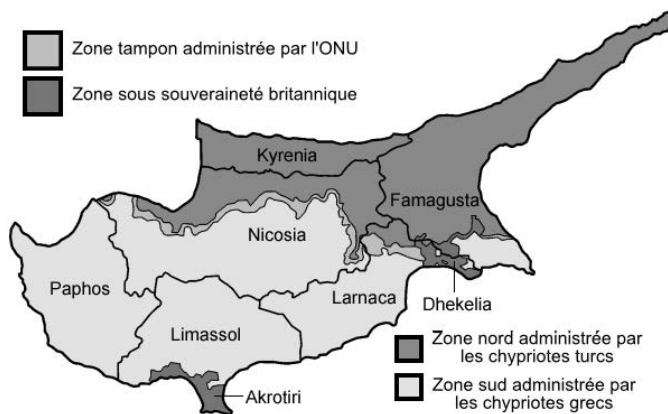 Zone tampon administrée par l'ONU
Zone sous souveraineté britannique
Kyrenia
Famagusta
Nicosia
Paphos
Larnaca
Dhekelia
Limassol
Zone nord administrée par
les chypriotes turcs
Akrotiri
Zone sud administrée par
les chypriotes grecs